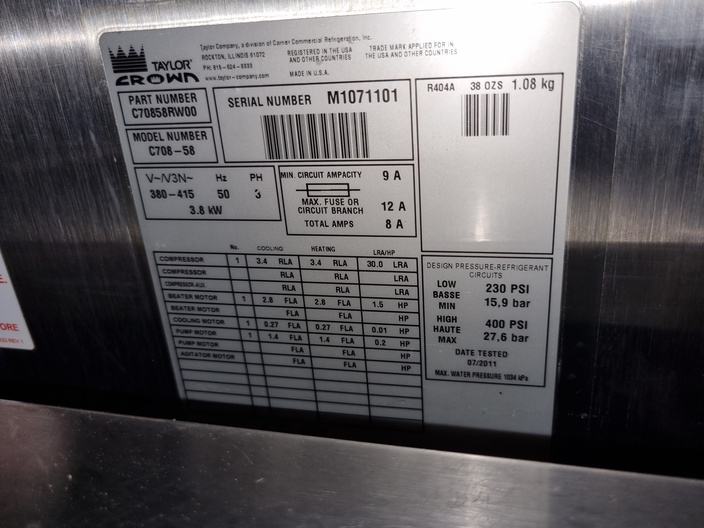 TAYLOR®
CROWN
Taylor Company, a division of Carrier Commercial Refrigeration, Inc.
ROCKTON, ILLINOIS 61072
PH: 815-624-8333
www.taylor-company.com
REGISTERED IN THE USA
AND OTHER COUNTRIES
MADE IN U.S.A.
TRADE MARK APPLIED FOR IN
THE USA AND OTHER COUNTRIES
PART NUMBER
C70858RW00
MODEL NUMBER
C708-58
SERIAL NUMBER M1071101
R404A 38 OZS 1.08 kg
V~/V3N~ Hz PH
380-415 50 3
3.8 kW
MIN. CIRCUIT AMPACITY 9 A
MAX. FUSE OR
CIRCUIT BRANCH 12 A
TOTAL AMPS 8 A
No. COOLING HEATING LRA/HP
COMPRESSOR 1 3.4 RLA 3.4 RLA 30.0 LRA
COMPRESSOR RLA RLA LRA
COMPRESSOR-AUX. RLA RLA LRA
BEATER MOTOR 1 2.8 FLA 2.8 FLA 1.5 HP
BEATER MOTOR FLA FLA HP
COOLING MOTOR 1 0.27 FLA 0.27 FLA 0.01 HP
PUMP MOTOR 1 1.4 FLA 1.4 FLA 0.2 HP
PUMP MOTOR FLA FLA HP
AGITATOR MOTOR FLA FLA HP
DESIGN PRESSURE-REFRIGERANT
CIRCUITS
LOW
BASSE
MIN
230 PSI
15,9 bar
HIGH
HAUTE
MAX
400 PSI
27,6 bar
DATE TESTED
07/2011
MAX. WATER PRESSURE 1034 kPa